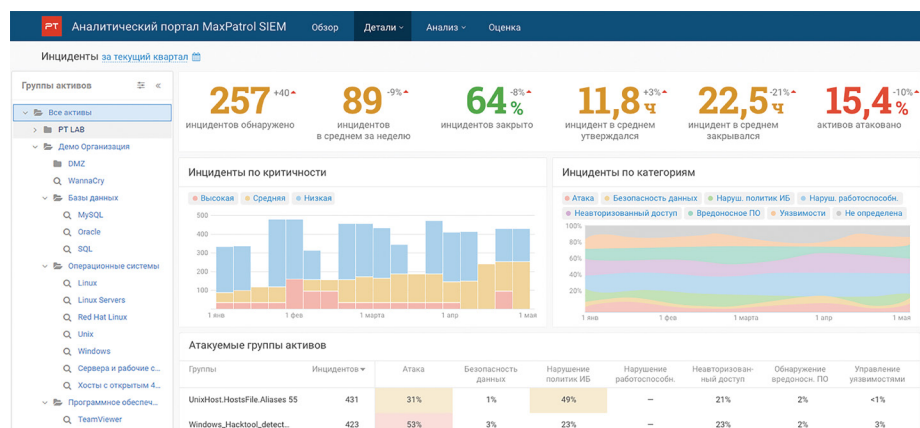 PT Аналитический портал MaxPatrol SIEM Обзор Детали Анализ Оценка
Инциденты за текущий квартал
Группы активов
Все активы
PT LAB
Демо Организация
DMZ
WannaCry
Базы данных
MySQL
Oracle
SQL
Операционные системы
Linux
Linux Servers
Red Hat Linux
Unix
Windows
Сервера и рабочие с...
Хосты с открытым 4...
Программное обеспеч...
TeamViewer
257 +40
инцидентов обнаружено
89 -9%
инцидентов
в среднем за неделю
64% -8%
инцидентов закрыто
11,8 ч +3%
инцидент в среднем
утверждался
22,5 ч -21%
инцидент в среднем
закрывался
15,4% -10%
активов атаковано
Инциденты по критичности
Высокая Средняя Низкая
500
400
300
200
100
1 янв 1 фев 1 марта 1 апр 1 мая
Инциденты по категориям
Атака Безопасность данных Наруш. политик ИБ Наруш. работоспособн.
Неавторизованный доступ Вредоносное ПО Уязвимости Не определена
100%
80%
60%
40%
20%
1 янв 1 фев 1 марта 1 апр 1 мая
Атакуемые группы активов
Группы Инцидентов Атака Безопасность данных Нарушение политик ИБ Нарушение работоспособн. Неавторизован-ный доступ Обнаружение вредоносн. ПО Управление уязвимостями
UnixHost.HostsFile.Aliases 55 431 31% 1% 49% – 21% 2% <1%
Windows_Hacktool_detect... 423 53% 3% 23% – 23% 2% 3%